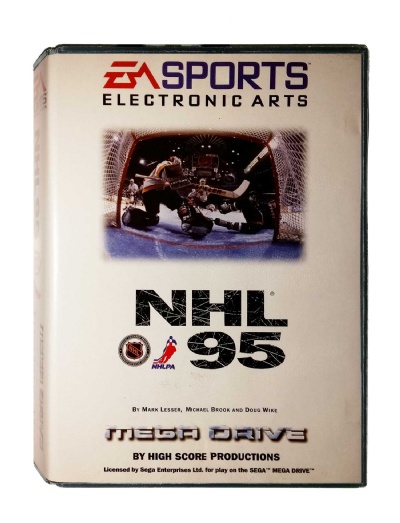 EA SPORTS™
ELECTRONIC ARTS
NHL®
95
NHLPA
BY MARK LESSER, MICHAEL BROOK AND DOUG WIKE
MEGA DRIVE
BY HIGH SCORE PRODUCTIONS
Licensed by Sega Enterprises Ltd. for play on the SEGA™ MEGA DRIVE™